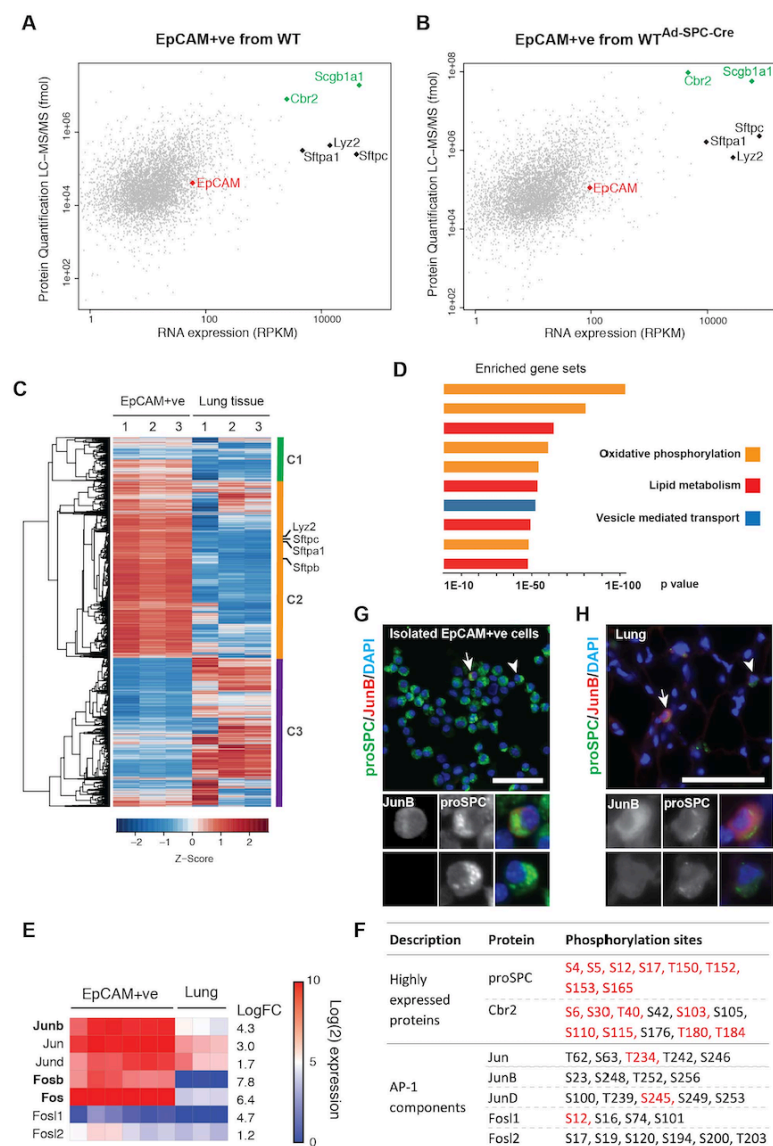 A
EpCAM+ve from WT
Protein Quantification LC-MS/MS (fmol)
1e+06
1e+04
1e+02
Scgb1a1
Cbr2
Lyz2
Sftpa1
Sftpc
EpCAM
1
100
10000
RNA expression (RPKM)
B
EpCAM+ve from WT Ad-SPC-Cre
Protein Quantification LC-MS/MS (fmol)
1e+08
1e+06
1e+04
1e+02
Cbr2
Scgb1a1
Sftpc
Sftpa1
Lyz2
EpCAM
1
100
10000
RNA expression (RPKM)
C
EpCAM+ve Lung tissue
1 2 3 1 2 3
C1
Lyz2
Sftpc
Sftpa1
Sftpb
C2
C3
−2 −1 0 1 2
Z-Score
D
Enriched gene sets
Oxidative phosphorylation
Lipid metabolism
Vesicle mediated transport
1E-10 1E-50 1E-100 p value
G
proSPC/JunB/DAPI
Isolated EpCAM+ve cells
JunB proSPC
H
proSPC/JunB/DAPI
Lung
JunB proSPC
E
EpCAM+ve Lung
LogFC
Junb 4.3
Jun 3.0
Jund 1.7
Fosb 7.8
Fos 6.4
Fosl1 4.7
Fosl2 1.2
10
5
0
Log(2) expression
F
Description Protein Phosphorylation sites
Highly expressed proteins
proSPC S4, S5, S12, S17, T150, T152,
S153, S165
Cbr2 S6, S30, T40, S42, S103, S105,
S110, S115, S176, T180, T184
AP-1 components
Jun T62, S63, T234, T242, S246
JunB S23, S248, T252, S256
JunD S100, T239, S245, S249, S253
Fosl1 S12, S16, S74, S101
Fosl2 S17, S19, S120, S194, S200, T203